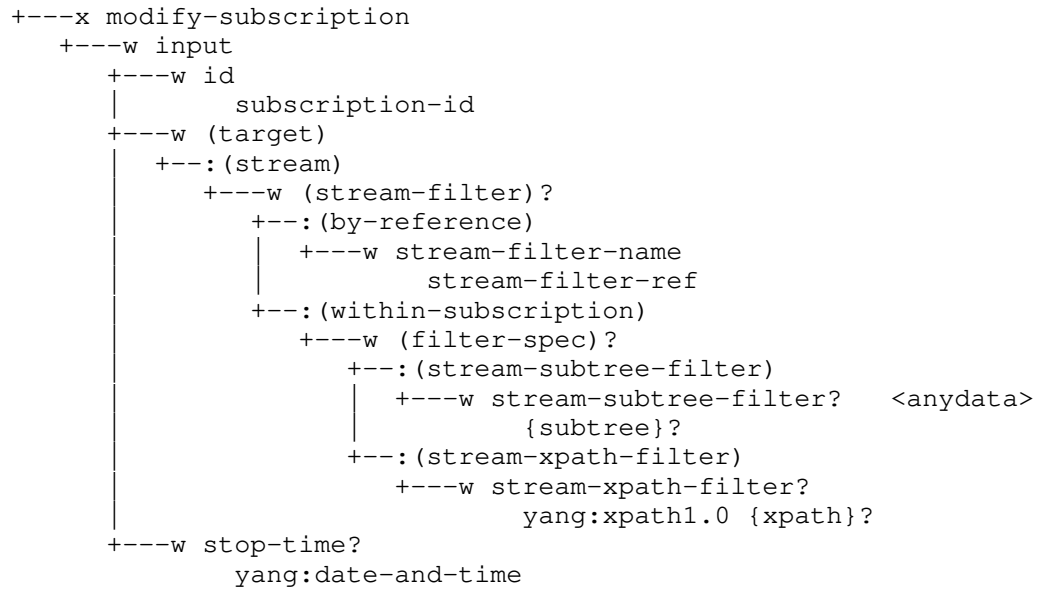 +---x modify-subscription
   +---w input
      +---w id
      |       subscription-id
      +---w (target)
      |  +--:(stream)
      |     +---w (stream-filter)?
      |        +--:(by-reference)
      |        |  +---w stream-filter-name
      |        |          stream-filter-ref
      |        +--:(within-subscription)
      |           +---w (filter-spec)?
      |              +--:(stream-subtree-filter)
      |              |  +---w stream-subtree-filter?   <anydata>
      |              |          {subtree}?
      |              +--:(stream-xpath-filter)
      |                 +---w stream-xpath-filter?
      |                         yang:xpath1.0 {xpath}?
      +---w stop-time?
              yang:date-and-time